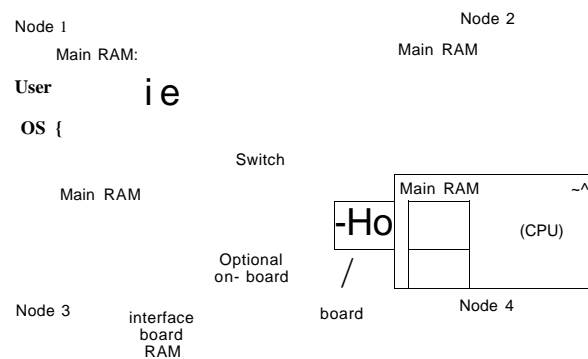 Node 1
Node 2
Main RAM:
Main RAM
User
ie
OS {
Switch
Main RAM
Main RAM
~^
-Ho
(CPU)
Optional
on- board
Node 3
interface
board
RAM
board
Node 4